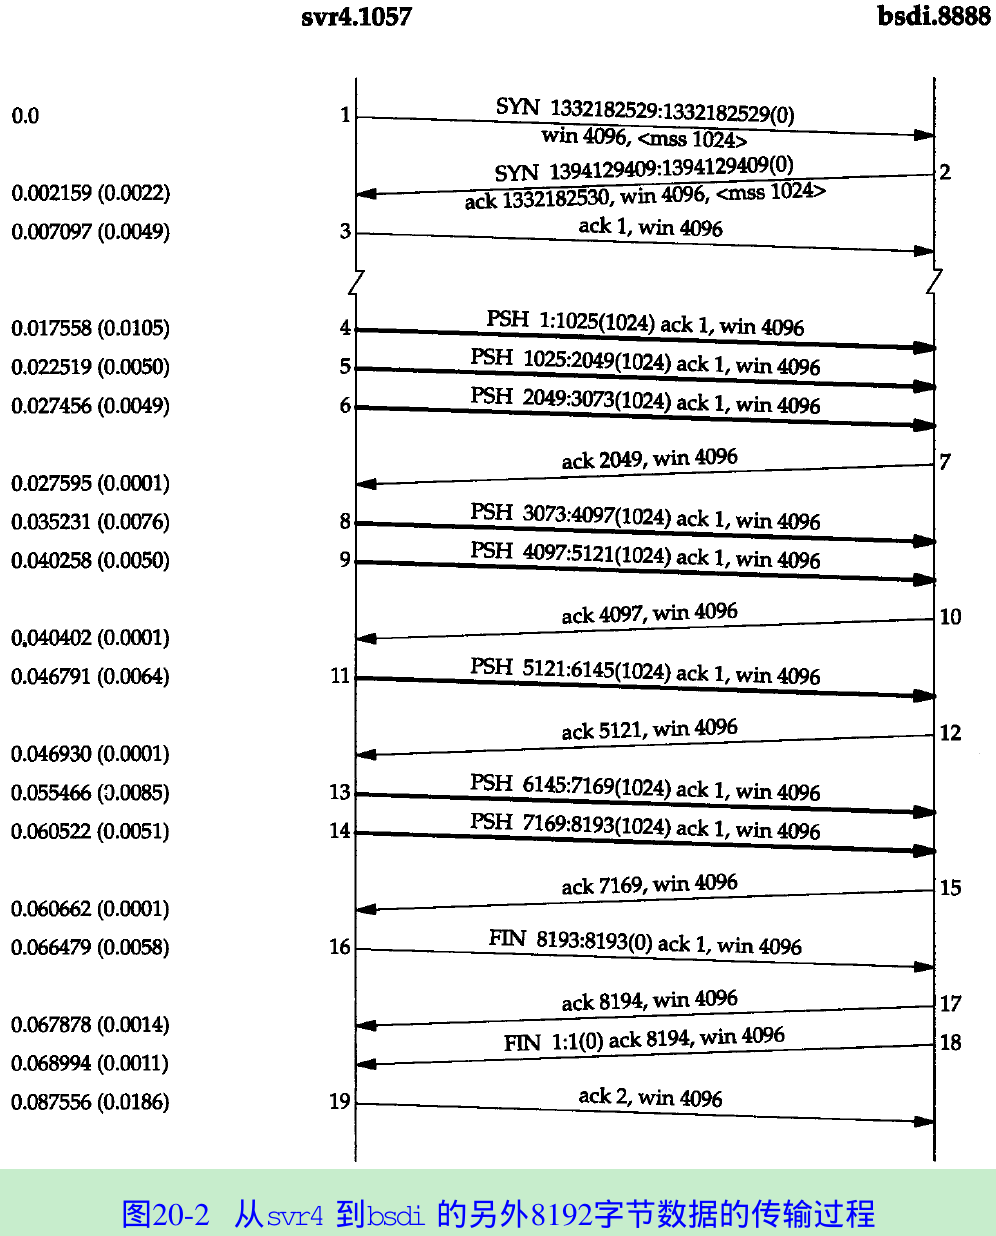 svr4.1057 bsdi.8888
0.0 1 SYN 1332182529:1332182529(0)
win 4096, <mss 1024>
SYN 1394129409:1394129409(0) 2
0.002159 (0.0022) ack 1332182530, win 4096, <mss 1024>
0.007097 (0.0049) 3 ack 1, win 4096
0.017558 (0.0105) 4 PSH 1:1025(1024) ack 1, win 4096
0.022519 (0.0050) 5 PSH 1025:2049(1024) ack 1, win 4096
0.027456 (0.0049) 6 PSH 2049:3073(1024) ack 1, win 4096
ack 2049, win 4096 7
0.027595 (0.0001)
0.035231 (0.0076) 8 PSH 3073:4097(1024) ack 1, win 4096
0.040258 (0.0050) 9 PSH 4097:5121(1024) ack 1, win 4096
ack 4097, win 4096 10
0.040402 (0.0001)
0.046791 (0.0064) 11 PSH 5121:6145(1024) ack 1, win 4096
ack 5121, win 4096 12
0.046930 (0.0001)
0.055466 (0.0085) 13 PSH 6145:7169(1024) ack 1, win 4096
0.060522 (0.0051) 14 PSH 7169:8193(1024) ack 1, win 4096
ack 7169, win 4096 15
0.060662 (0.0001)
0.066479 (0.0058) 16 FIN 8193:8193(0) ack 1, win 4096
ack 8194, win 4096 17
0.067878 (0.0014)
FIN 1:1(0) ack 8194, win 4096 18
0.068994 (0.0011)
0.087556 (0.0186) 19 ack 2, win 4096
图20-2 从svr4 到bsdi 的另外8192字节数据的传输过程